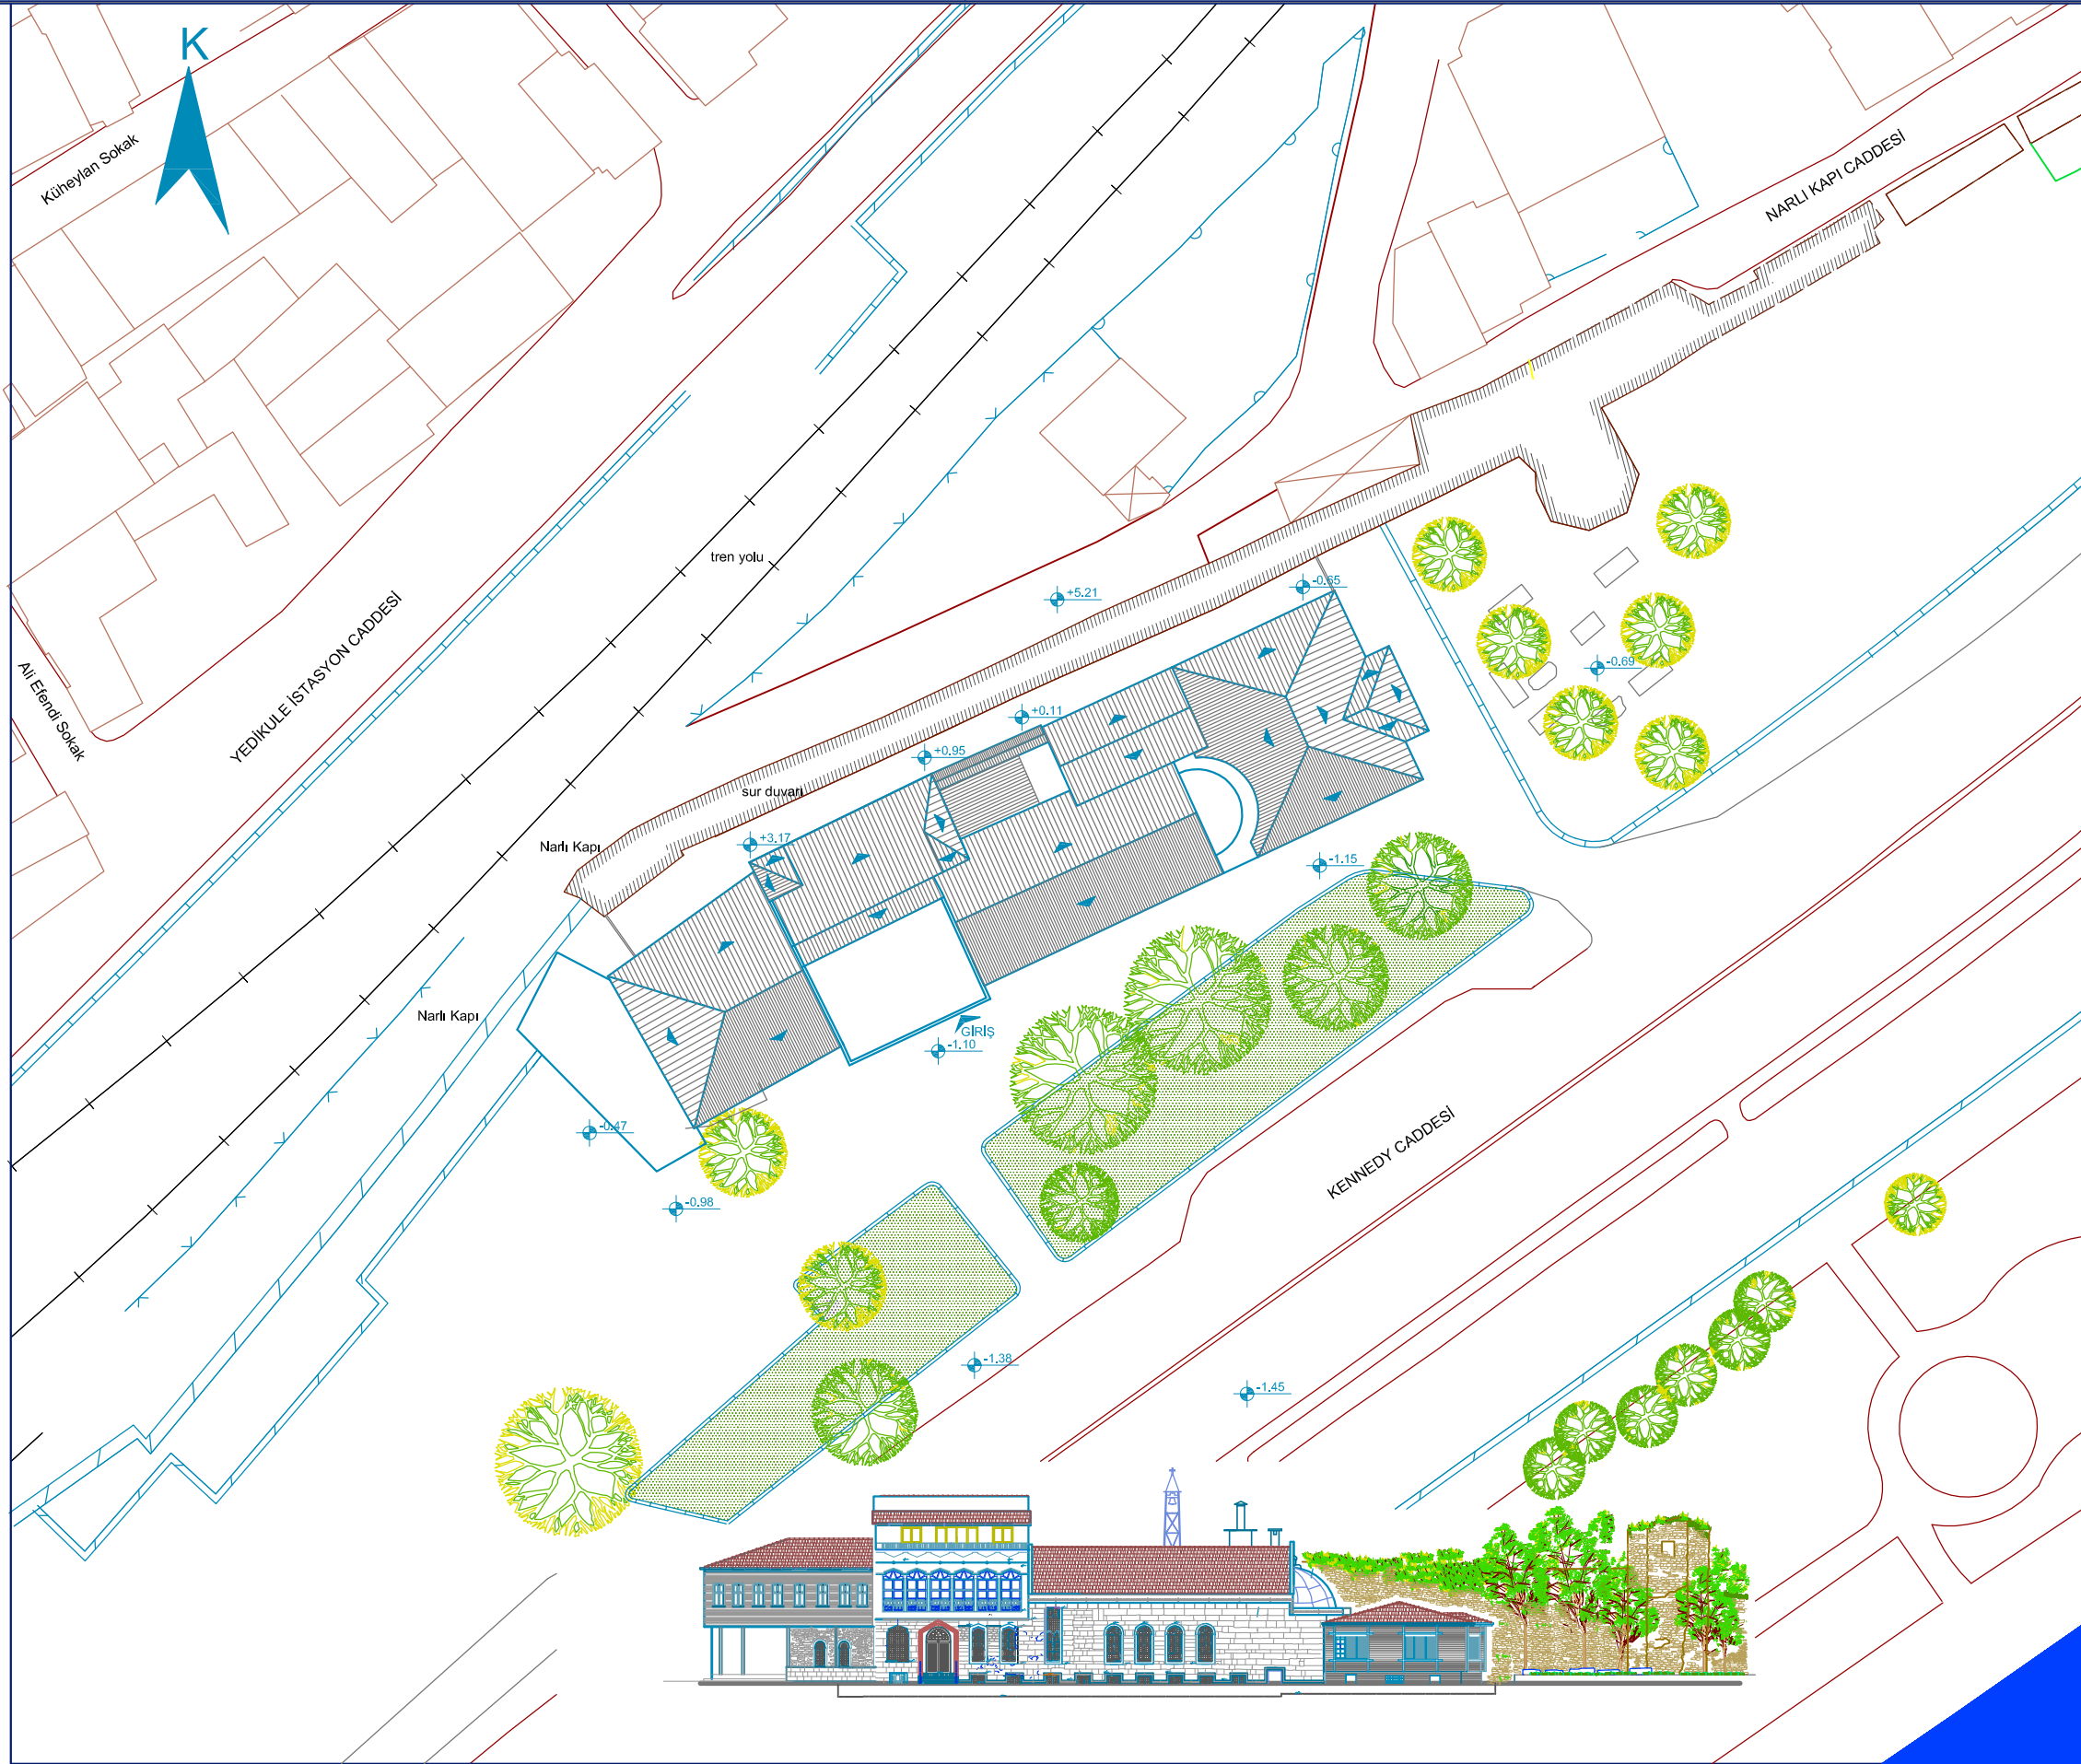 K
Küheylan Sokak
NARLI KAPI CADDESİ
tren yolu
+5.21
-0.65
YEDİKULE İSTASYON CADDESİ
Ali Efendi Sokak
-0.69
+0.11
+0.95
sur duvarı
+3.17
Narlı Kapı
-1.15
Narlı Kapı
GİRİŞ
-1.10
-0.47
KENNEDY CADDESİ
-0.98
-1.38
-1.45